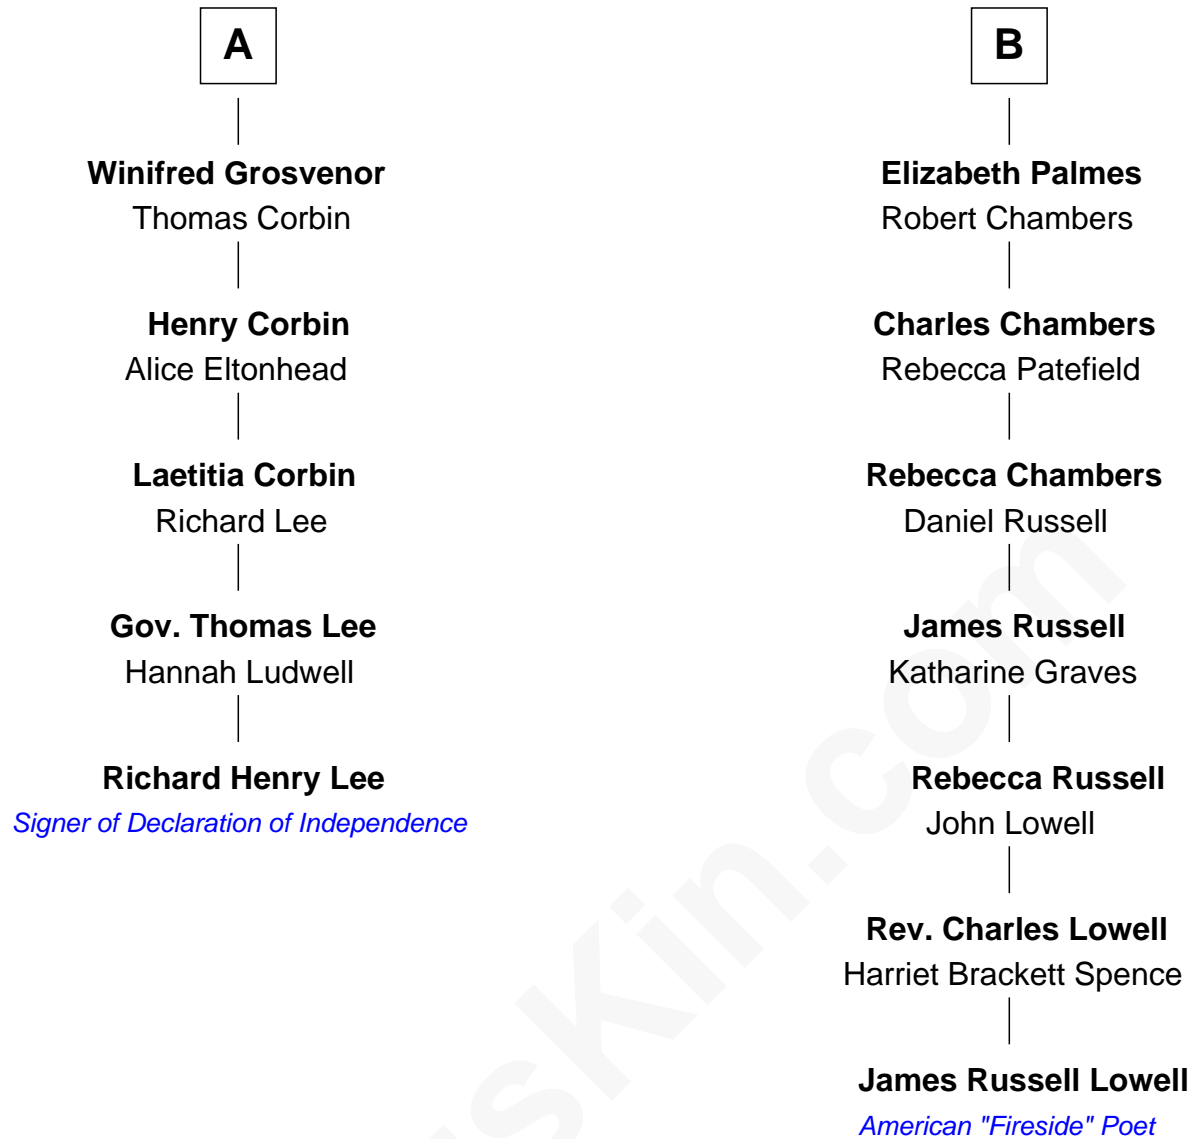 A
Winifred Grosvenor
Thomas Corbin
Henry Corbin
Alice Eltonhead
Laetitia Corbin
Richard Lee
Gov. Thomas Lee
Hannah Ludwell
Richard Henry Lee
Signer of Declaration of Independence
B
Elizabeth Palmes
Robert Chambers
Charles Chambers
Rebecca Patefield
Rebecca Chambers
Daniel Russell
James Russell
Katharine Graves
Rebecca Russell
John Lowell
Rev. Charles Lowell
Harriet Brackett Spence
James Russell Lowell
American "Fireside" Poet
sKin.com